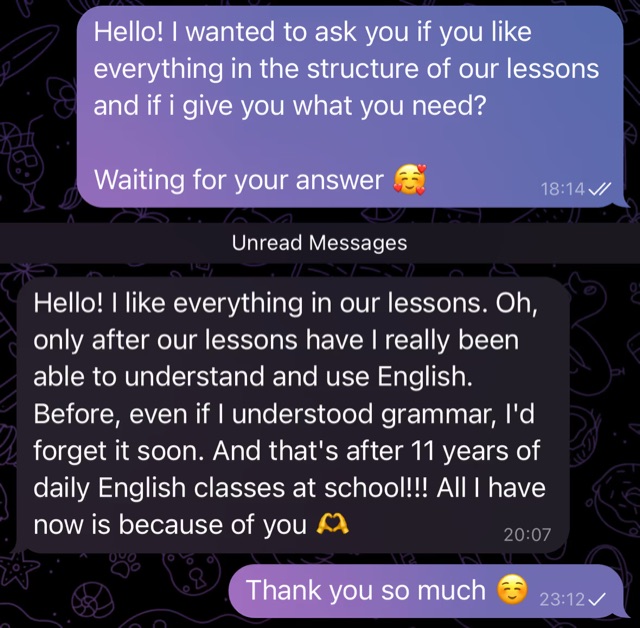 Hello! I wanted to ask you if you like
everything in the structure of our lessons
and if i give you what you need?
Waiting for your answer 🥰
18:14
Unread Messages
Hello! I like everything in our lessons. Oh,
only after our lessons have I really been
able to understand and use English.
Before, even if I understood grammar, I'd
forget it soon. And that's after 11 years of
daily English classes at school!!! All I have
now is because of you 🫶
20:07
Thank you so much ☺️
23:12